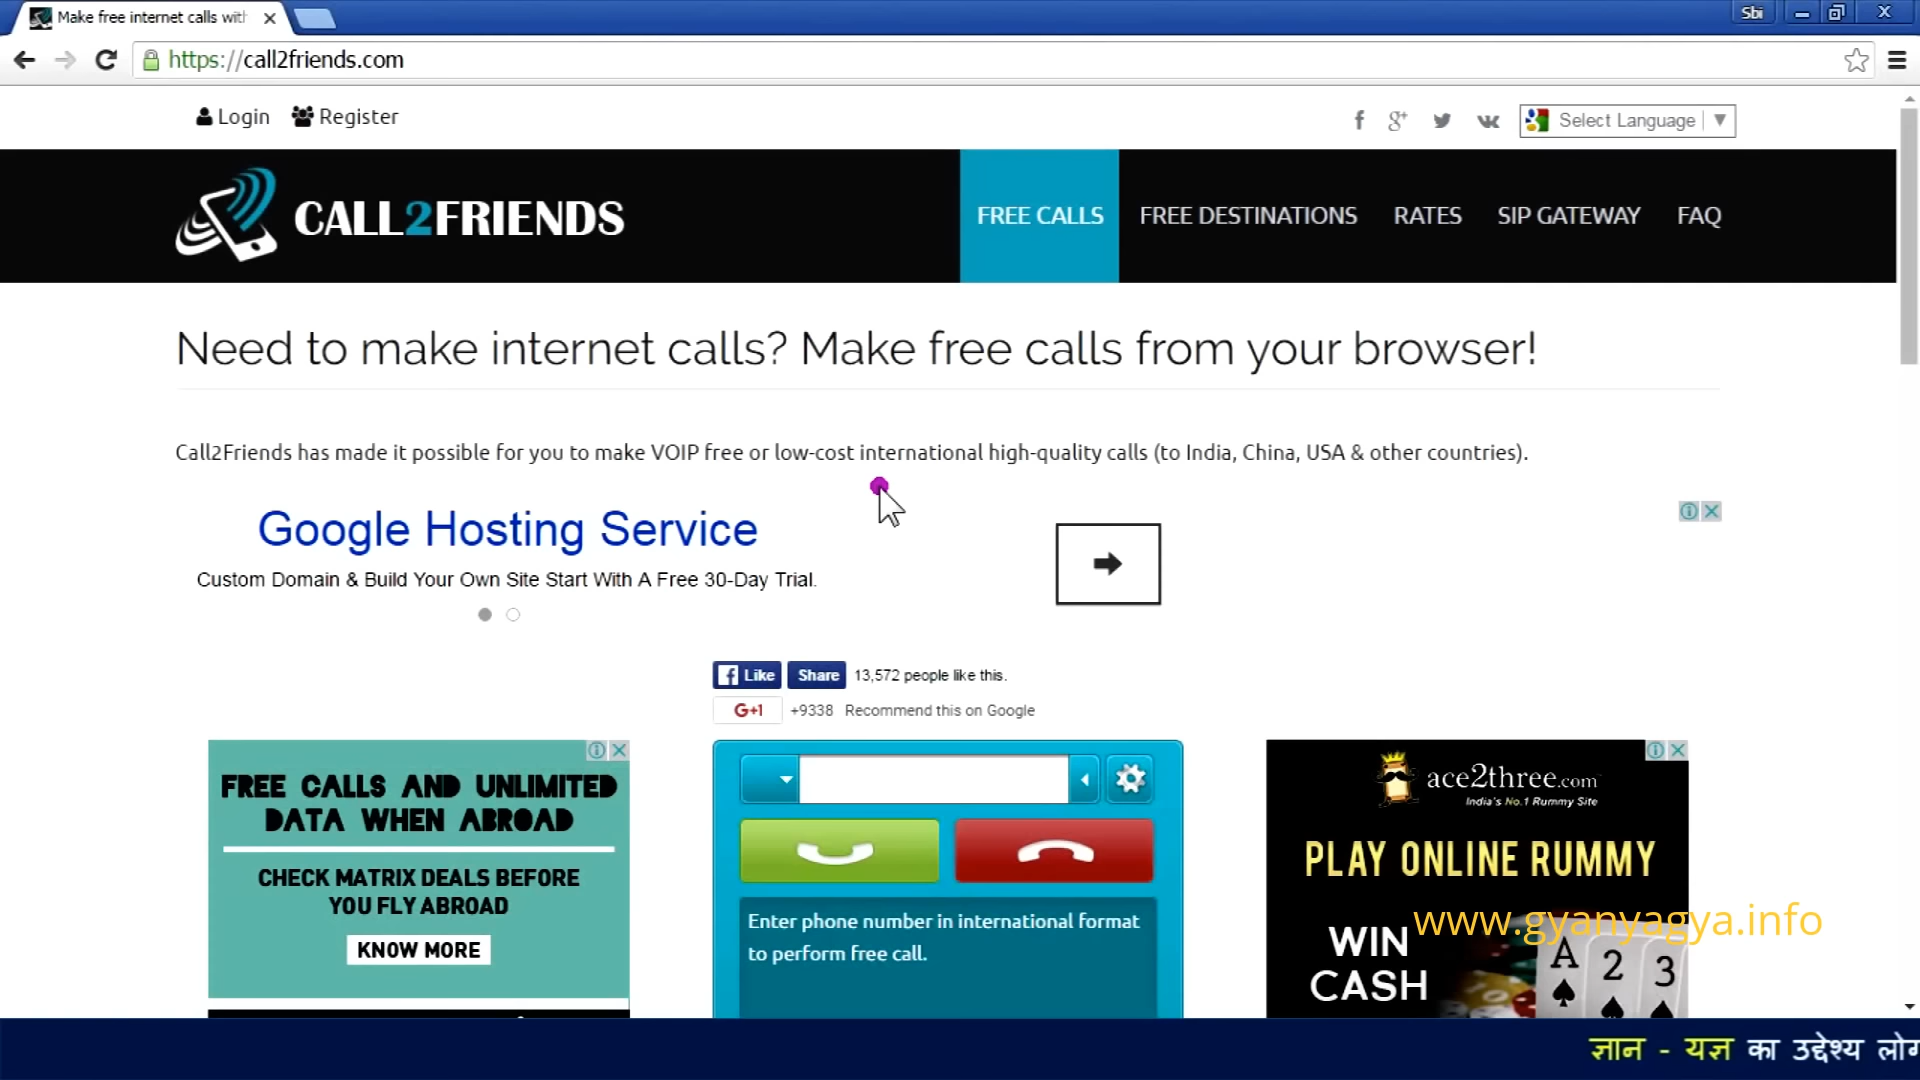 Make free internet calls with
Sbi
https://call2friends.com
Login Register
Select Language
CALL2FRIENDS
FREE CALLS FREE DESTINATIONS RATES SIP GATEWAY FAQ
Need to make internet calls? Make free calls from your browser!
Call2Friends has made it possible for you to make VOIP free or low-cost international high-quality calls (to India, China, USA & other countries).
Google Hosting Service
Custom Domain & Build Your Own Site Start With A Free 30-Day Trial.
Like Share 13,572 people like this.
G+1 +9338 Recommend this on Google
FREE CALLS AND UNLIMITED
DATA WHEN ABROAD
CHECK MATRIX DEALS BEFORE
YOU FLY ABROAD
KNOW MORE
Enter phone number in international format
to perform free call.
ace2three.com
India's No.1 Rummy Site
PLAY ONLINE RUMMY
WIN
CASH
A 2 3
www.gyanyagya.info
ज्ञान - यज्ञ का उद्देश्य